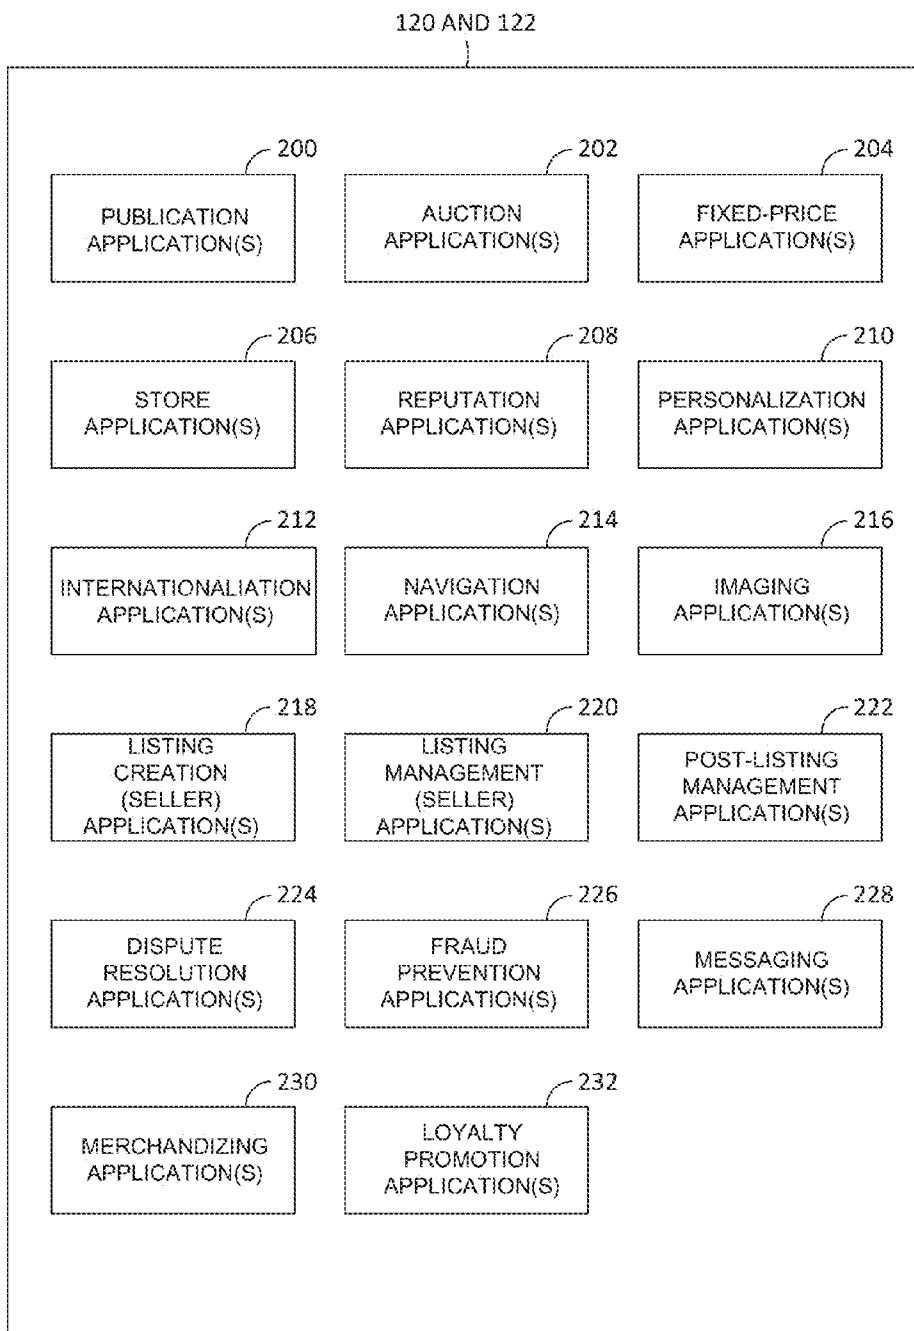 120 AND 122
200
PUBLICATION
APPLICATION(S)
202
AUCTION
APPLICATION(S)
204
FIXED-PRICE
APPLICATION(S)
206
STORE
APPLICATION(S)
208
REPUTATION
APPLICATION(S)
210
PERSONALIZATION
APPLICATION(S)
212
INTERNATIONALIATION
APPLICATION(S)
214
NAVIGATION
APPLICATION(S)
216
IMAGING
APPLICATION(S)
218
LISTING
CREATION
(SELLER)
APPLICATION(S)
220
LISTING
MANAGEMENT
(SELLER)
APPLICATION(S)
222
POST-LISTING
MANAGEMENT
APPLICATION(S)
224
DISPUTE
RESOLUTION
APPLICATION(S)
226
FRAUD
PREVENTION
APPLICATION(S)
228
MESSAGING
APPLICATION(S)
230
MERCHANDIZING
APPLICATION(S)
232
LOYALTY
PROMOTION
APPLICATION(S)